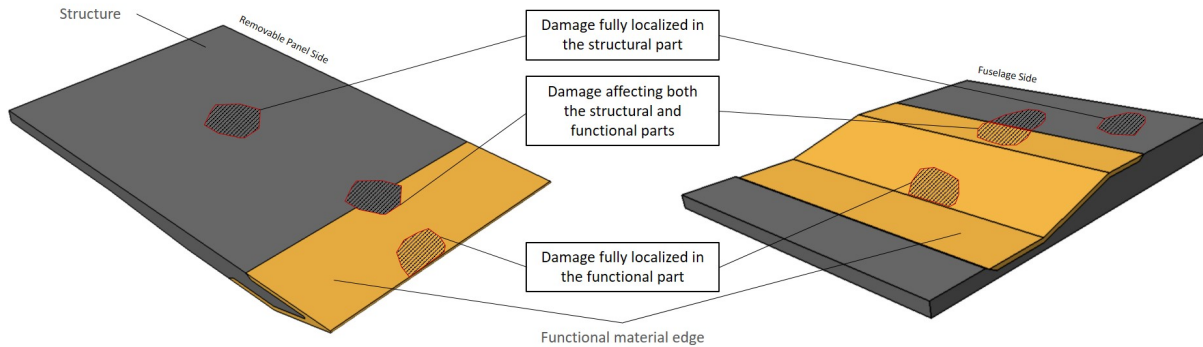 Structure
Removable Panel Side
Damage fully localized in
the structural part
Fuselage Side
Damage affecting both
the structural and
functional parts
Damage fully localized
in the functional part
Functional material edge